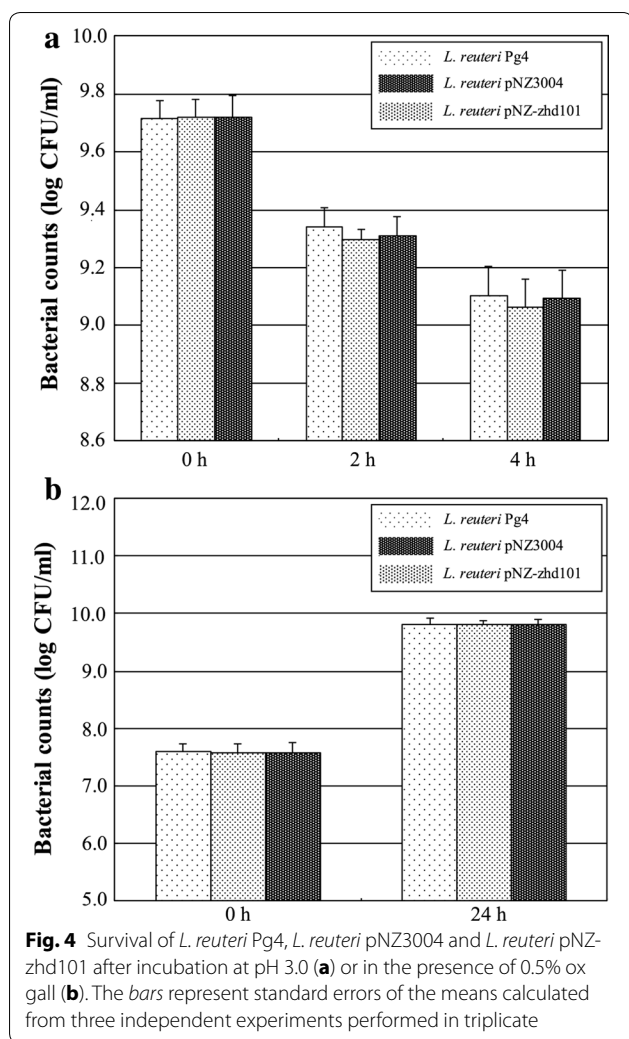 a
Bacterial counts (log CFU/ml)
10.0
9.8
9.6
9.4
9.2
9.0
8.8
8.6
L. reuteri Pg4
L. reuteri pNZ3004
L. reuteri pNZ-zhd101
0 h
2 h
4 h
b
Bacterial counts (log CFU/ml)
12.0
11.0
10.0
9.0
8.0
7.0
6.0
5.0
L. reuteri Pg4
L. reuteri pNZ3004
L. reuteri pNZ-zhd101
0 h
24 h
Fig. 4 Survival of L. reuteri Pg4, L. reuteri pNZ3004 and L. reuteri pNZ-
zhd101 after incubation at pH 3.0 (a) or in the presence of 0.5% ox
gall (b). The bars represent standard errors of the means calculated
from three independent experiments performed in triplicate